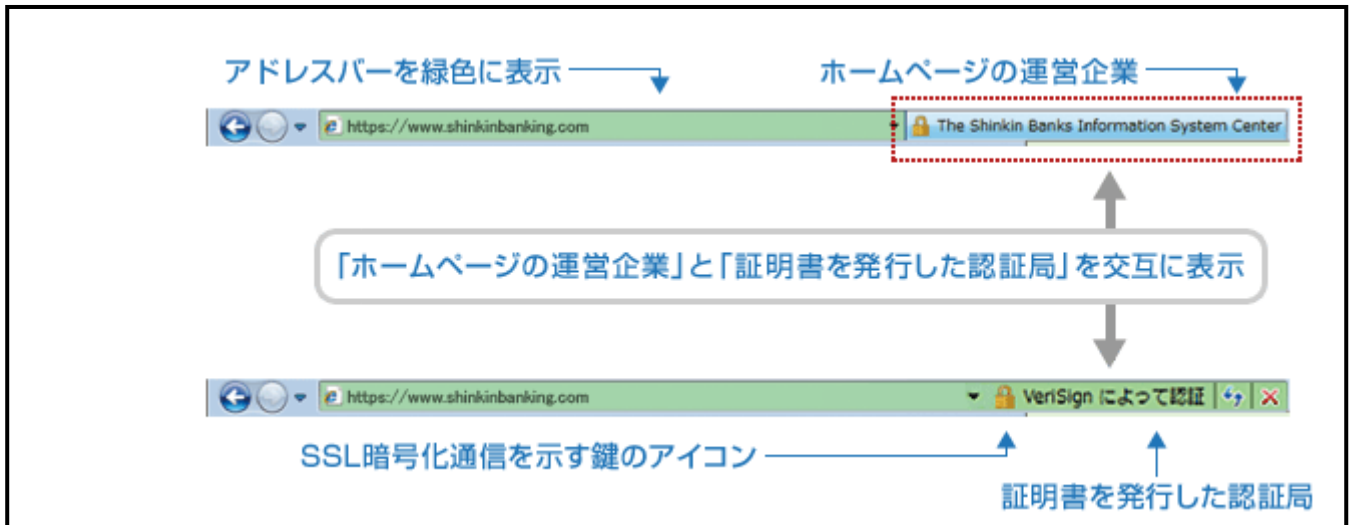 アドレスバーを緑色に表示
ホームページの運営企業
https://www.shinkinbanking.com
The Shinkin Banks Information System Center
「ホームページの運営企業」と「証明書を発行した認証局」を交互に表示
https://www.shinkinbanking.com
VeriSign によって認証
SSL暗号化通信を示す鍵のアイコン
証明書を発行した認証局